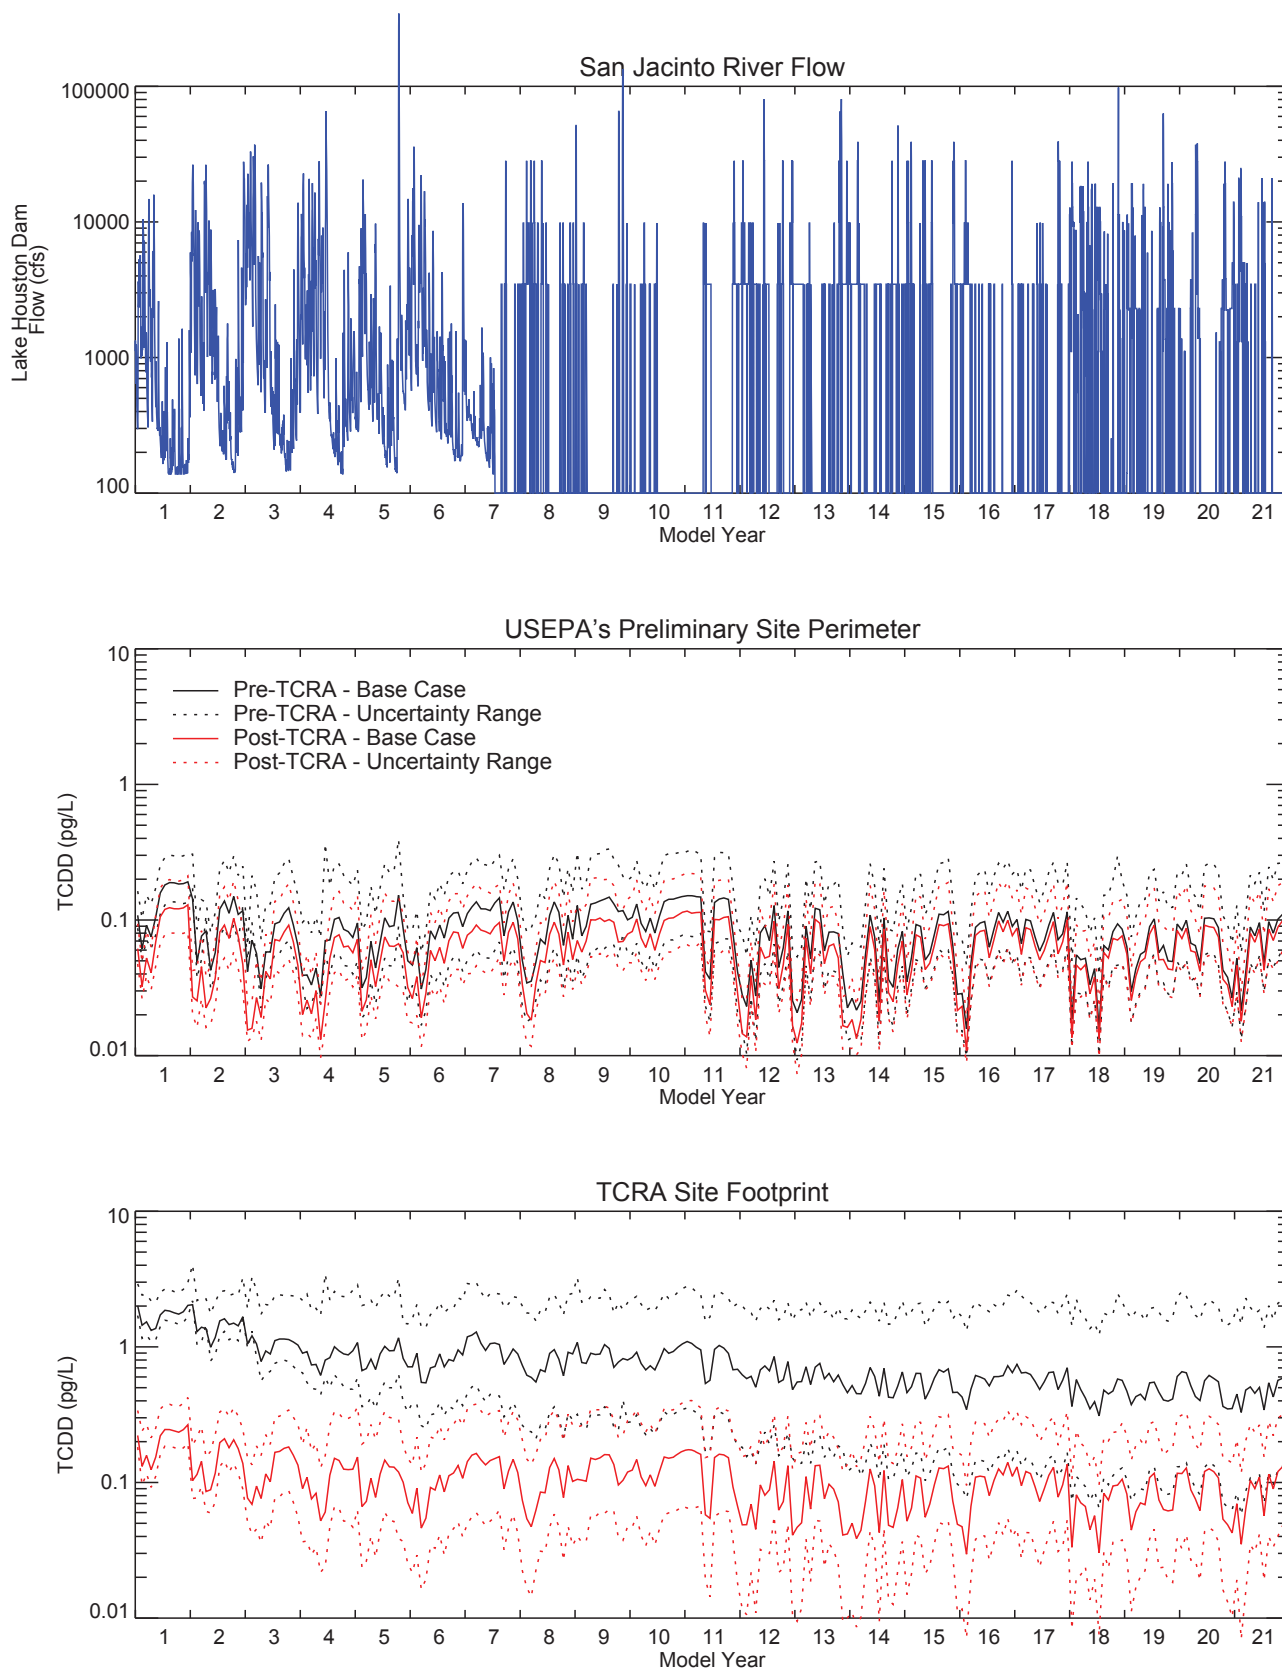 San Jacinto River Flow
100000
10000
1000
100
Lake Houston Dam
Flow (cfs)
1 2 3 4 5 6 7 8 9 10 11 12 13 14 15 16 17 18 19 20 21
Model Year
USEPA's Preliminary Site Perimeter
10
1
0.1
0.01
TCDD (pg/L)
Pre-TCRA - Base Case
Pre-TCRA - Uncertainty Range
Post-TCRA - Base Case
Post-TCRA - Uncertainty Range
1 2 3 4 5 6 7 8 9 10 11 12 13 14 15 16 17 18 19 20 21
Model Year
TCRA Site Footprint
10
1
0.1
0.01
TCDD (pg/L)
1 2 3 4 5 6 7 8 9 10 11 12 13 14 15 16 17 18 19 20 21
Model Year